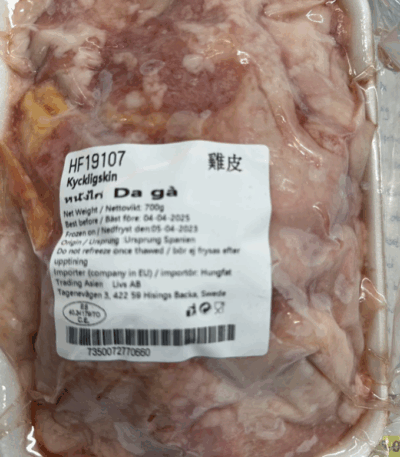 HF19107
雞皮
Kyckligskin
หนังไก่ Da gà
Net Weight / Nettovikt: 700g
Best before / Bäst före: 04-04-2025
Frozen on / Nedfryst den:05-04-2023
Origin / Ursprung Ursprung Spanien
Do not refreeze once thawed / bör ej frysas efter
upptining
Importer (company in EU) / importör: Hungfat
Trading Asien Livs AB
Tagenevägen 3, 422 59 Hisings Backa, Swede
7350072770660